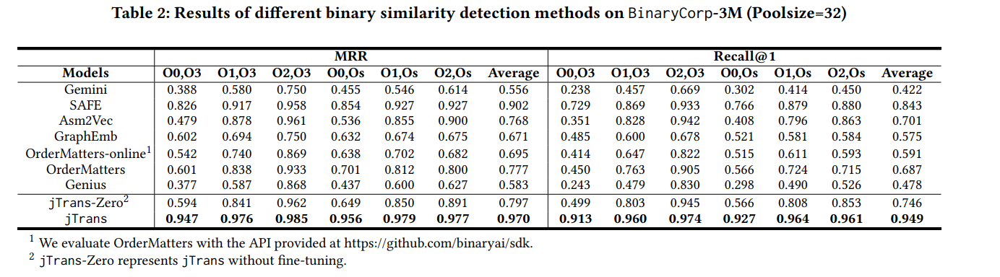 Table 2: Results of different binary similarity detection methods on BinaryCorp-3M (Poolsize=32)
MRR Recall@1
Models O0,O3 O1,O3 O2,O3 O0,Os O1,Os O2,Os Average O0,O3 O1,O3 O2,O3 O0,Os O1,Os O2,Os Average
Gemini 0.388 0.580 0.750 0.455 0.546 0.614 0.556 0.238 0.457 0.669 0.302 0.414 0.450 0.422
SAFE 0.826 0.917 0.958 0.854 0.927 0.927 0.902 0.729 0.869 0.933 0.766 0.879 0.880 0.843
Asm2Vec 0.479 0.878 0.961 0.536 0.855 0.900 0.768 0.351 0.828 0.942 0.408 0.796 0.863 0.701
GraphEmb 0.602 0.694 0.750 0.632 0.674 0.675 0.671 0.485 0.600 0.678 0.521 0.581 0.584 0.575
OrderMatters-online1 0.542 0.740 0.869 0.638 0.702 0.682 0.695 0.414 0.647 0.822 0.515 0.611 0.593 0.591
OrderMatters 0.601 0.838 0.933 0.701 0.812 0.800 0.777 0.450 0.763 0.905 0.566 0.724 0.715 0.687
Genius 0.377 0.587 0.868 0.437 0.600 0.627 0.583 0.243 0.479 0.830 0.298 0.490 0.526 0.478
jTrans-Zero2 0.594 0.841 0.962 0.649 0.850 0.891 0.797 0.499 0.803 0.945 0.566 0.808 0.853 0.746
jTrans 0.947 0.976 0.985 0.956 0.979 0.977 0.970 0.913 0.960 0.974 0.927 0.964 0.961 0.949
1 We evaluate OrderMatters with the API provided at https://github.com/binaryai/sdk.
2 jTrans-Zero represents jTrans without fine-tuning.